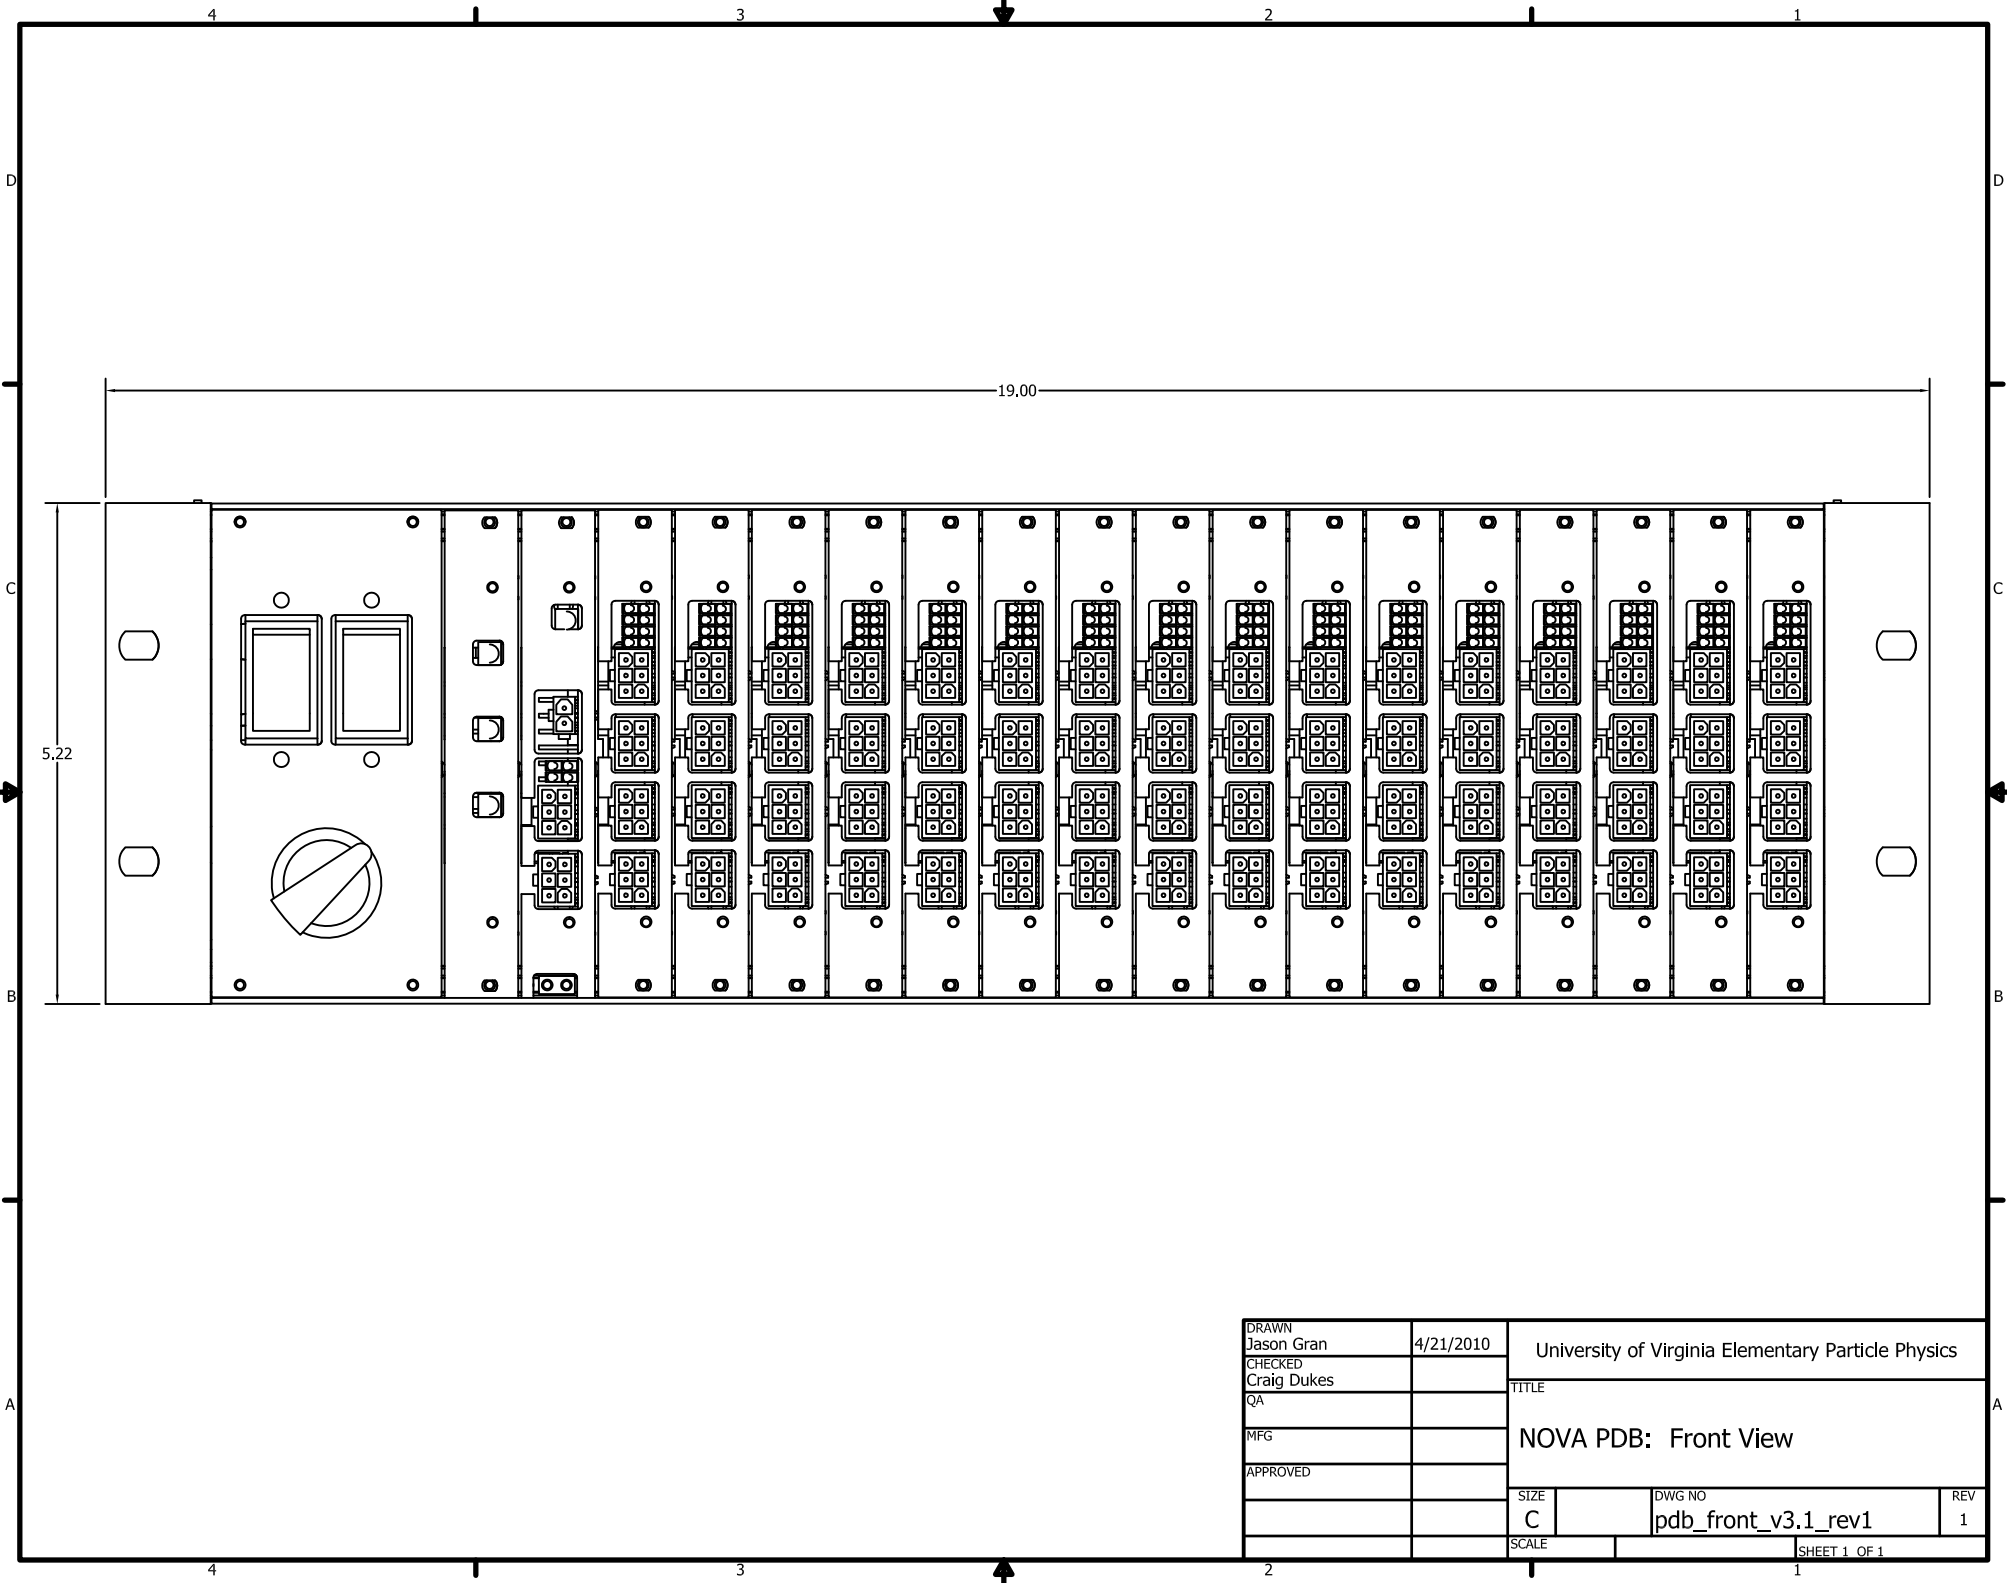 4 3 2 1
D D
19.00
C C
5.22
B B
DRAWN
Jason Gran 4/21/2010
University of Virginia Elementary Particle Physics
CHECKED
Craig Dukes
TITLE
A A
QA
MFG
NOVA PDB: Front View
APPROVED
SIZE DWG NO REV
C pdb_front_v3.1_rev1 1
SCALE
SHEET 1 OF 1
4 3 2 1